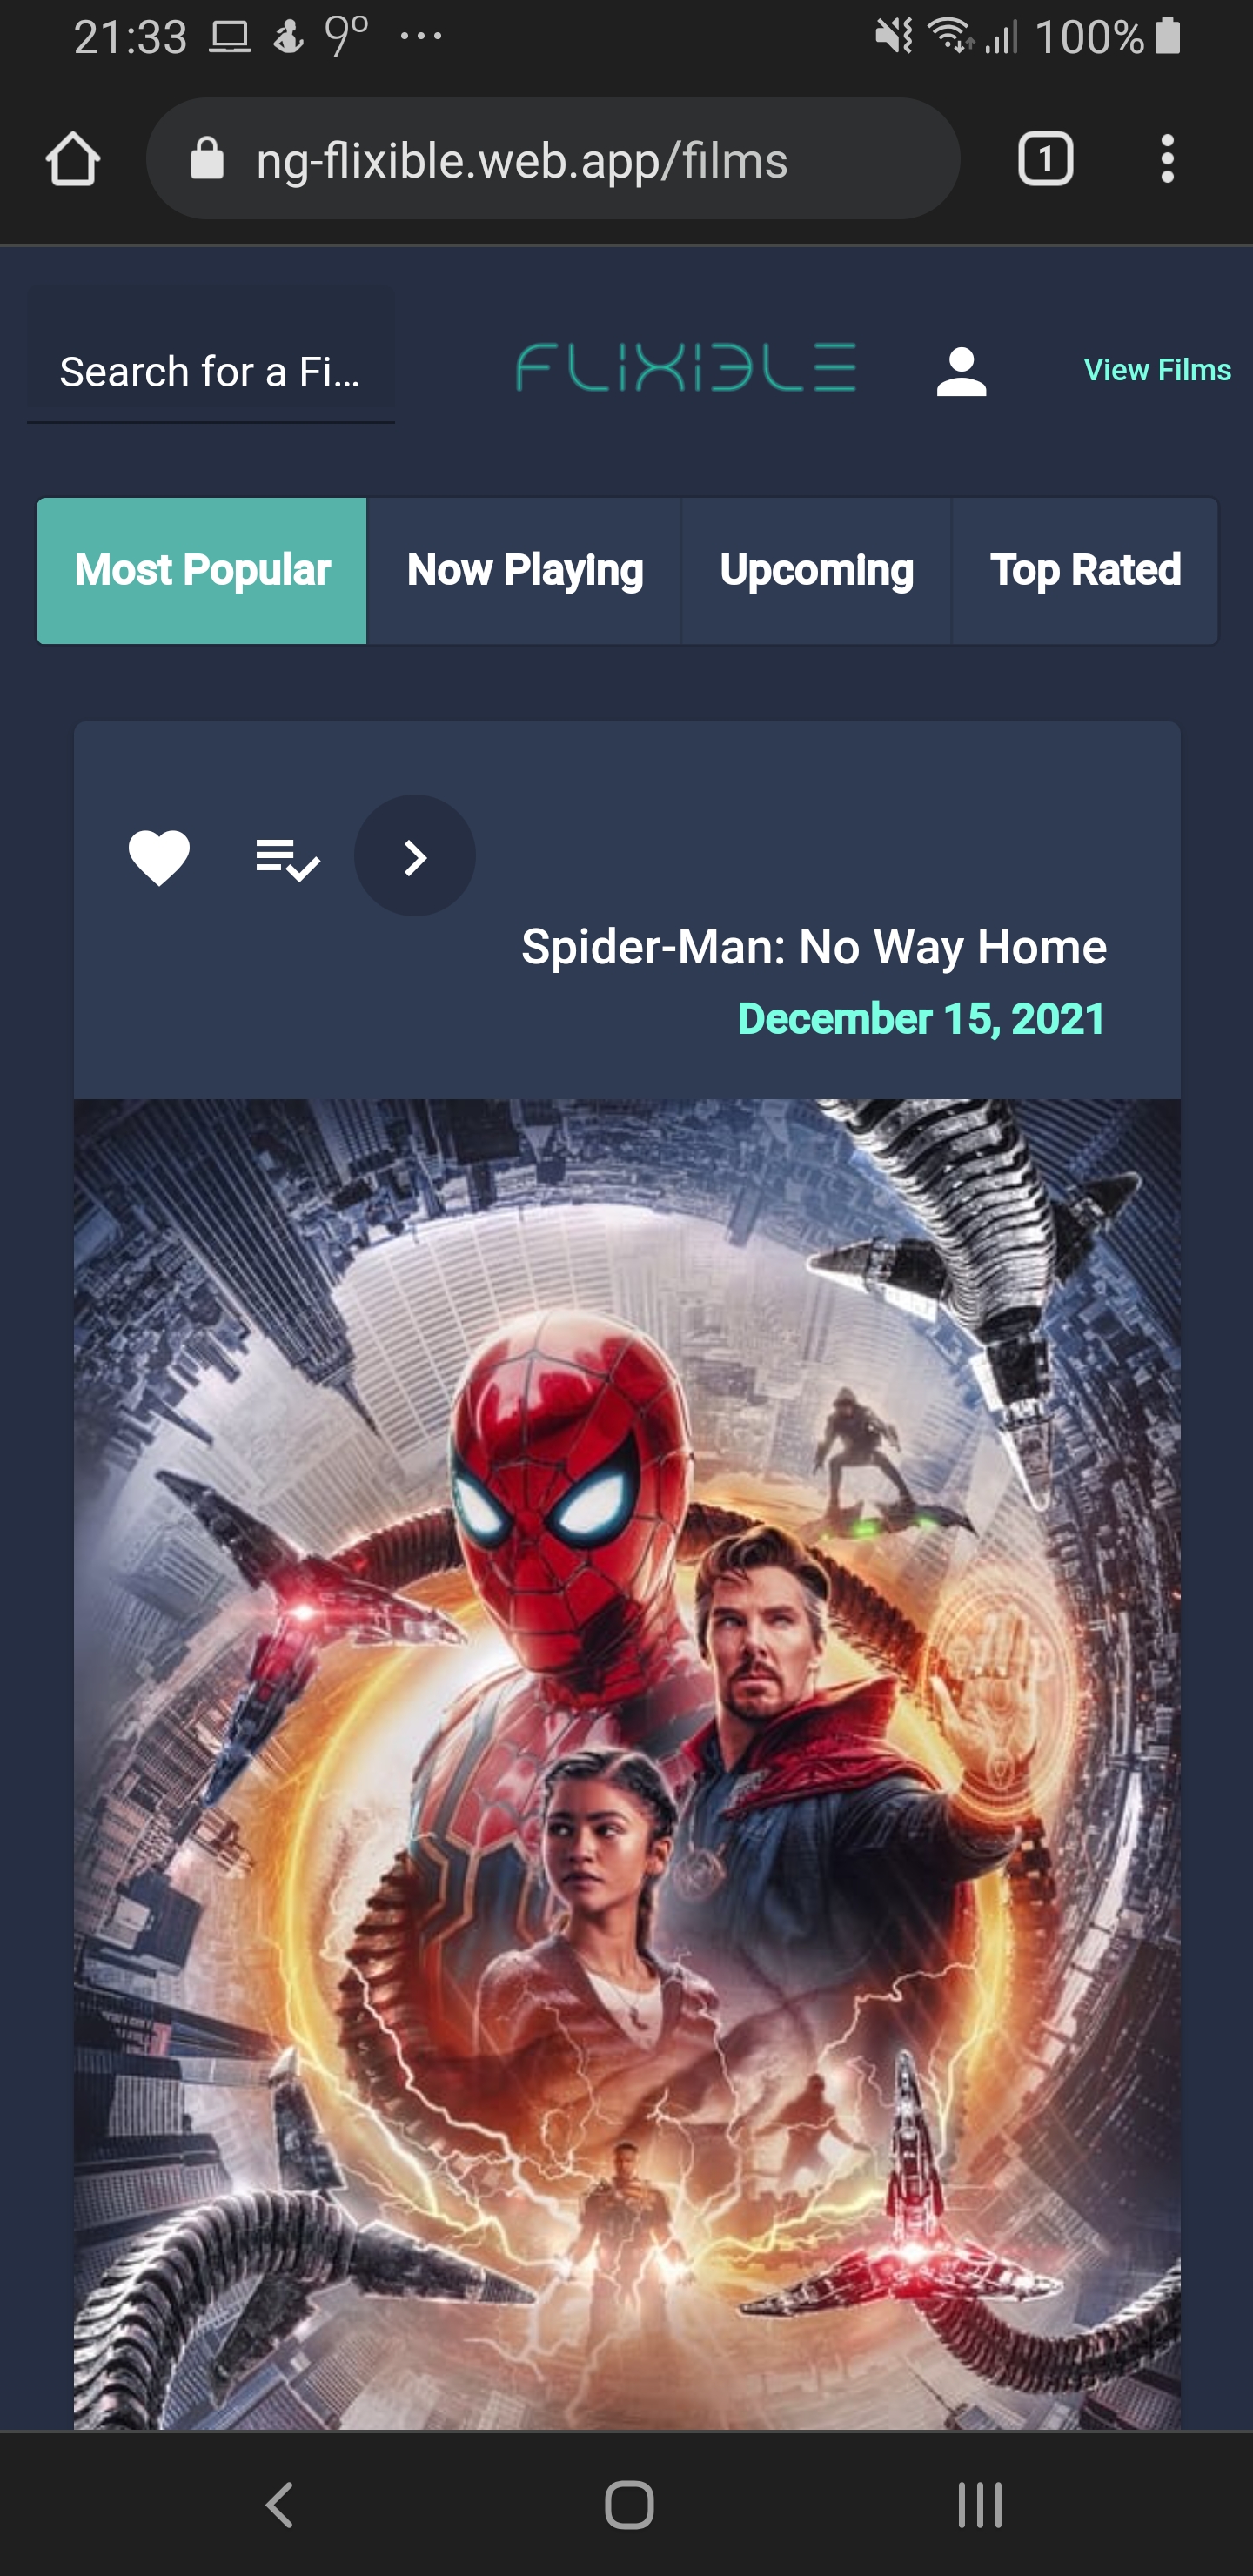 21:33 9° ... 100%
ng-flixible.web.app/films 1
Search for a Fi... FLIXIBLE View Films
Most Popular Now Playing Upcoming Top Rated
Spider-Man: No Way Home
December 15, 2021